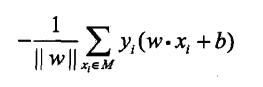 $-\frac{1}{\| w \|} \sum_{x_i \in M} y_i (w \cdot x_i + b)$